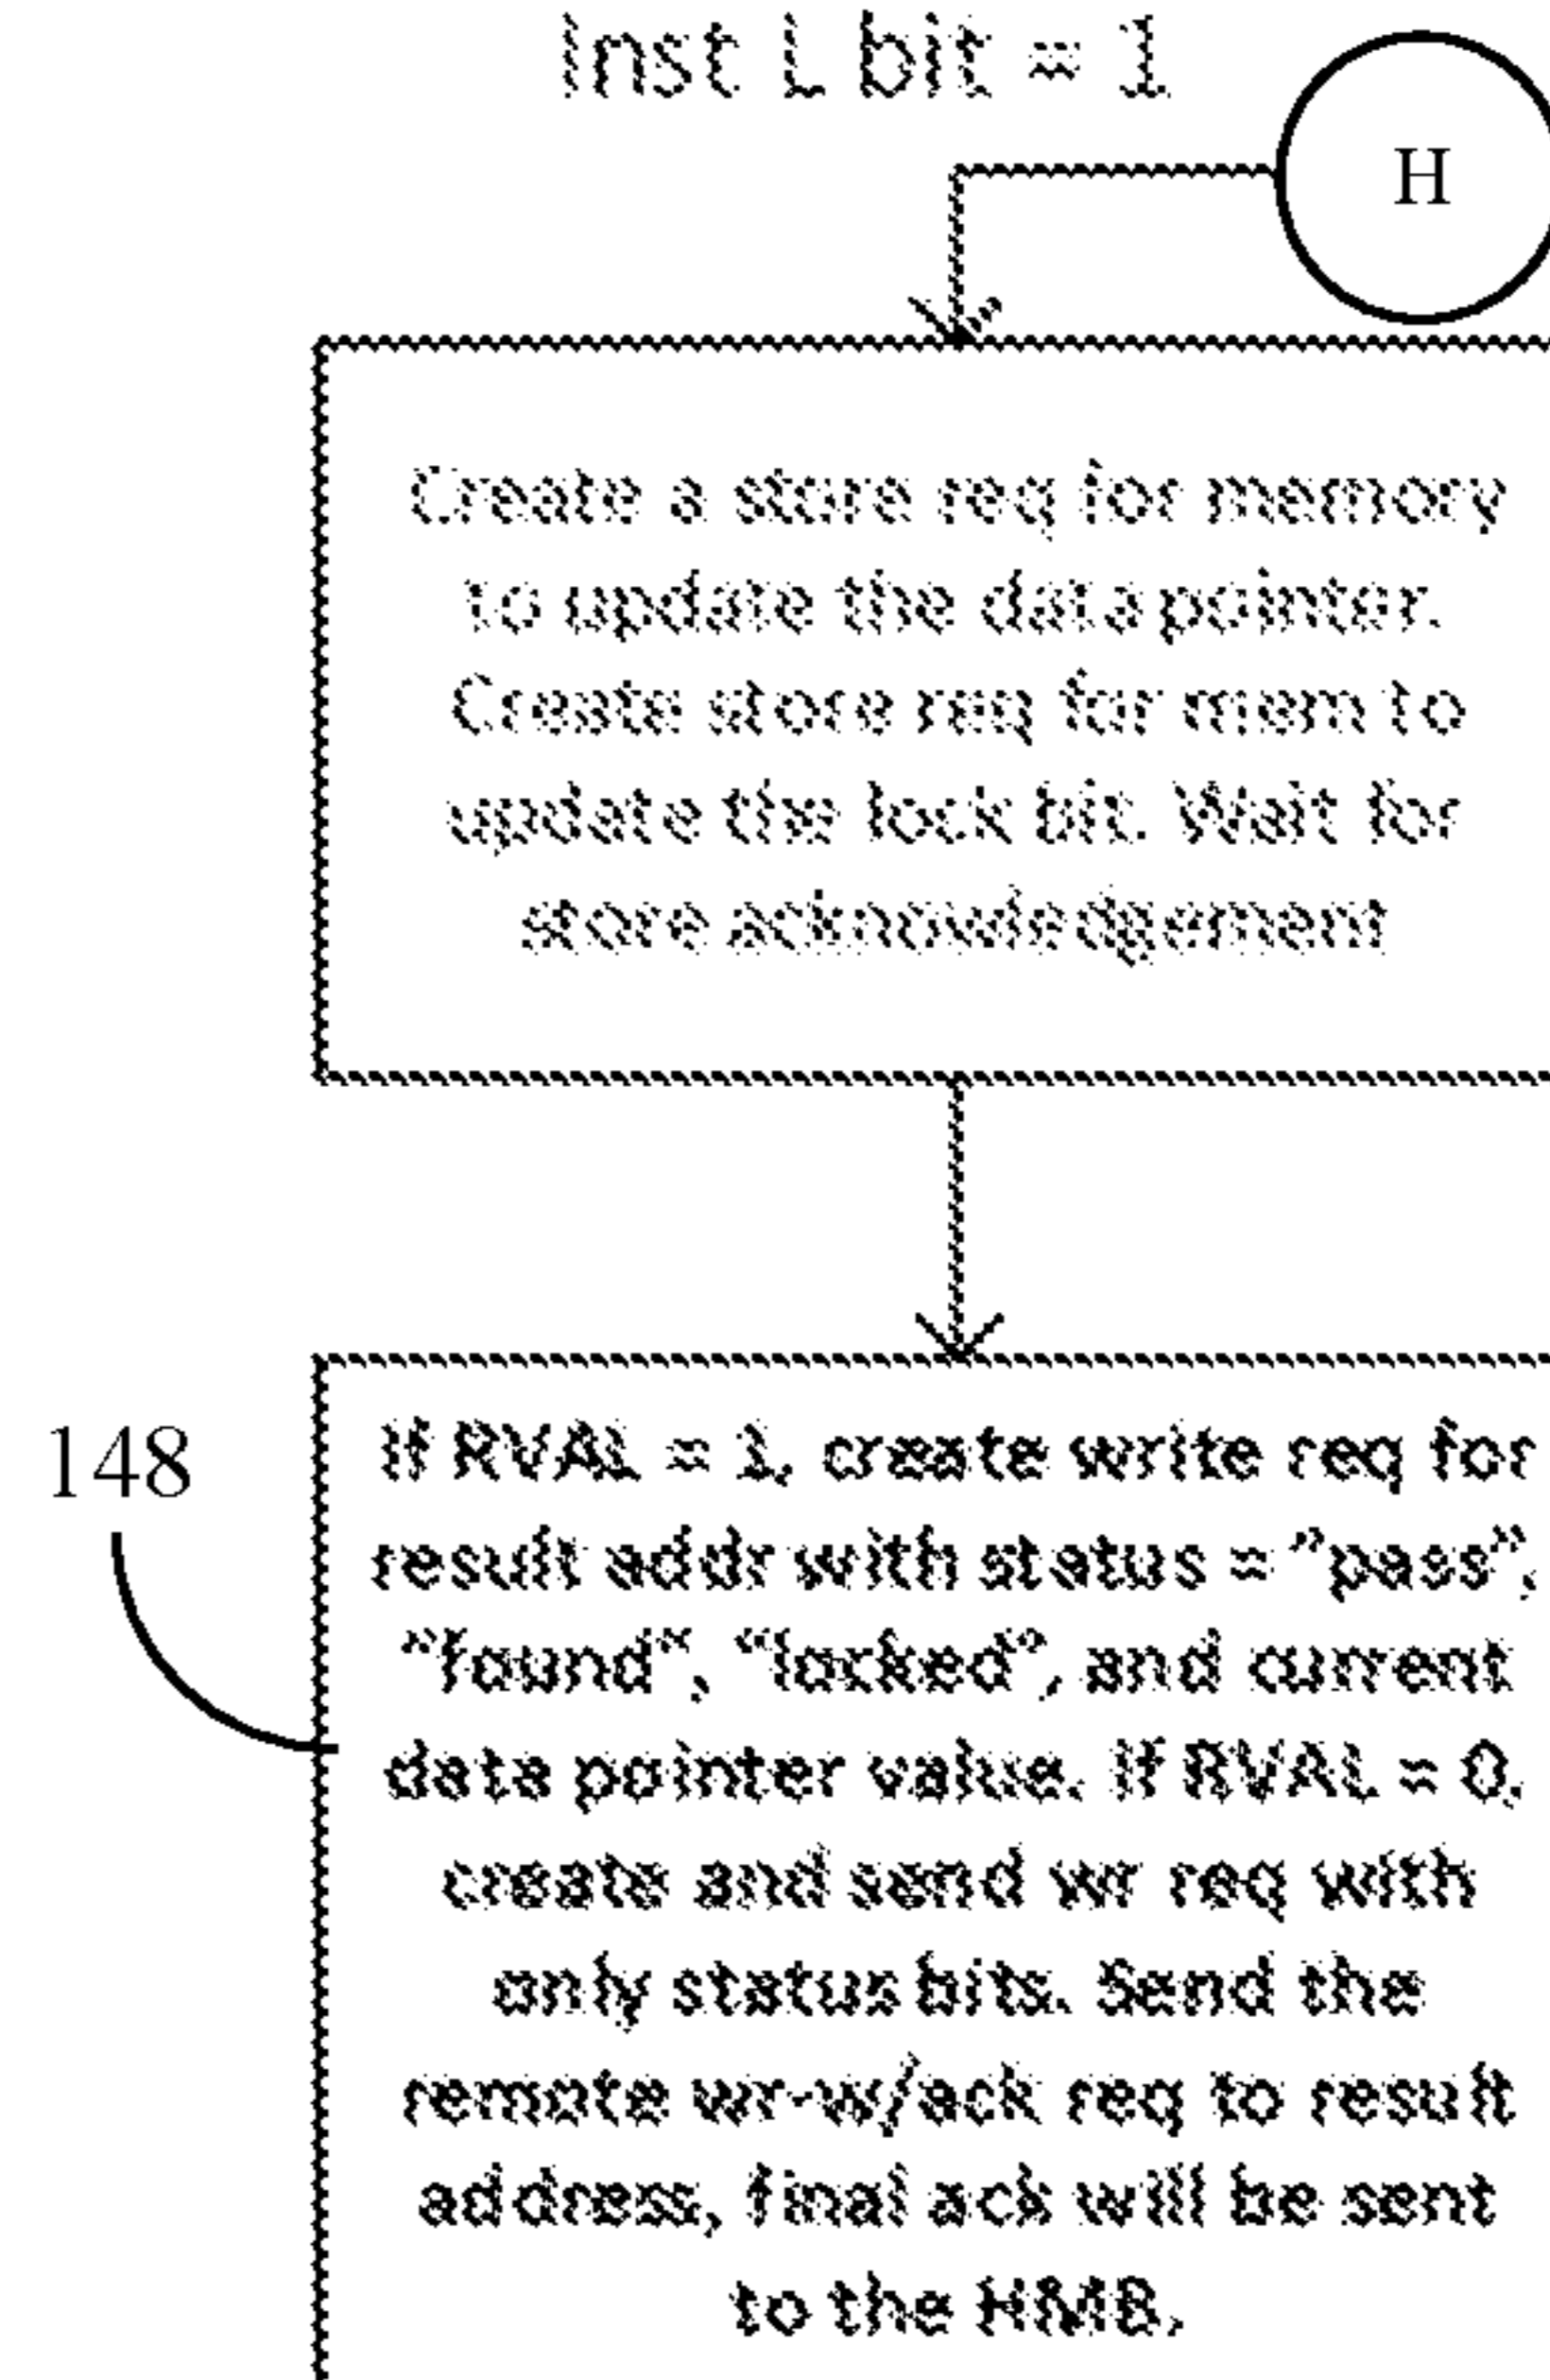 Inst L bit = 1
H
Create a store req for memory
to update the data pointer.
Create store req for mem to
update the lock bit. Wait for
store acknowledgement
148
If RVAL = 1, create write req for
result addr with status = "pass",
"found", "locked", and current
data pointer value. If RVAL = 0,
create and send wr req with
only status bits. Send the
remote wr-w/ack req to result
address, final ack will be sent
to the HMB.